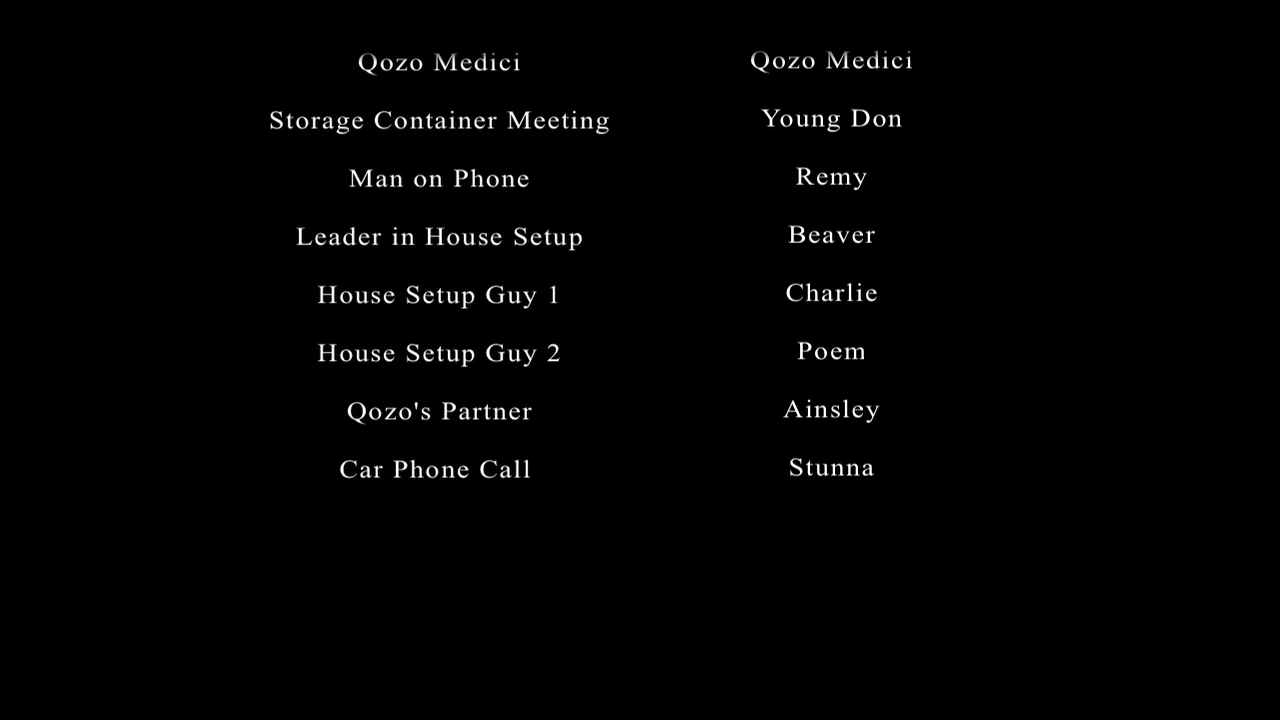 Qozo Medici Qozo Medici
Storage Container Meeting Young Don
Man on Phone Remy
Leader in House Setup Beaver
House Setup Guy 1 Charlie
House Setup Guy 2 Poem
Qozo's Partner Ainsley
Car Phone Call Stunna